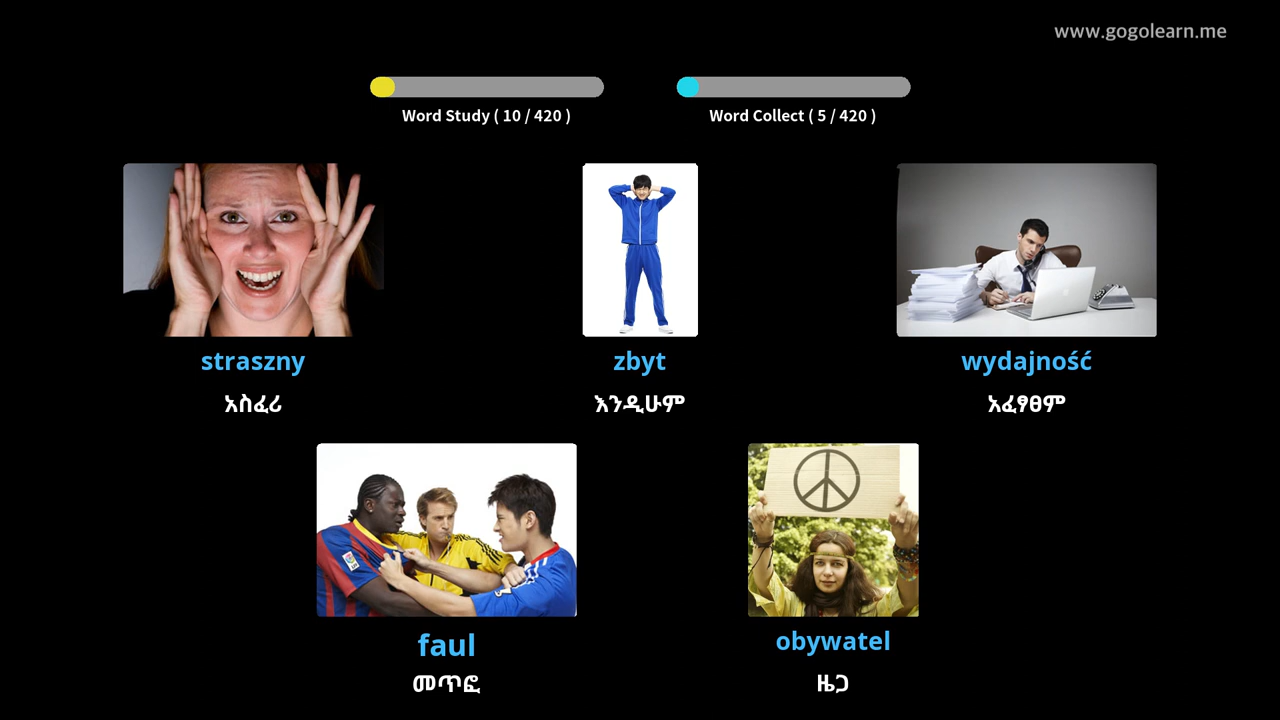 www.gogolearn.me
Word Study ( 10 / 420 )
Word Collect ( 5 / 420 )
straszny
zbyt
wydajność
አስፈሪ
እንዲሁም
አፈፃፀም
faul
obywatel
መጥፎ
ዜጋ